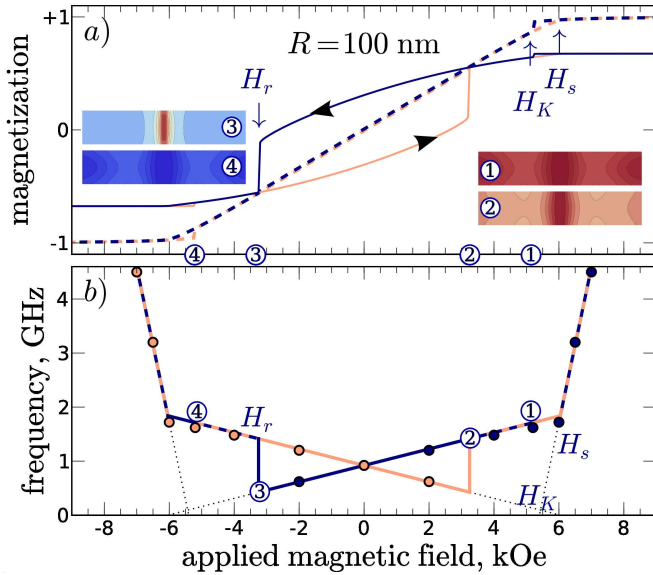 +1
a)
R = 100 nm
H_r
H_s
H_K
magnetization
0
③
④
①
②
-1
④ ③ ② ①
b)
4
3
2
1
0
frequency, GHz
④
H_r
③
②
①
H_s
H_K
-8 -6 -4 -2 0 2 4 6 8
applied magnetic field, kOe